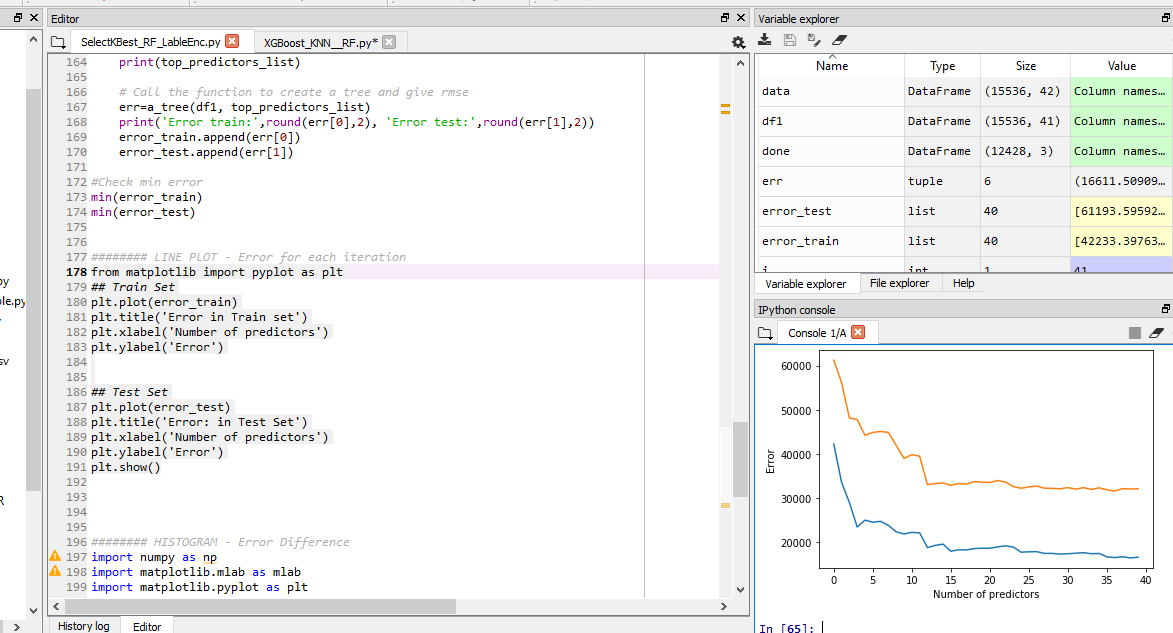 Editor
SelectKBest_RF_LableEnc.py
XGBoost_KNN__RF.py*
164 print(top_predictors_list)
165
166 # Call the function to create a tree and give rmse
167 err=a_tree(df1, top_predictors_list)
168 print('Error train:',round(err[0],2), 'Error test:',round(err[1],2))
169 error_train.append(err[0])
170 error_test.append(err[1])
171
172 #Check min error
173 min(error_train)
174 min(error_test)
175
176
177 ######## LINE PLOT - Error for each iteration
178 from matplotlib import pyplot as plt
179 ## Train Set
180 plt.plot(error_train)
181 plt.title('Error in Train set')
182 plt.xlabel('Number of predictors')
183 plt.ylabel('Error')
184
185
186 ## Test Set
187 plt.plot(error_test)
188 plt.title('Error: in Test Set')
189 plt.xlabel('Number of predictors')
190 plt.ylabel('Error')
191 plt.show()
192
193
194
195
196 ######## HISTOGRAM - Error Difference
197 import numpy as np
198 import matplotlib.mlab as mlab
199 import matplotlib.pyplot as plt
History log
Editor
py
ble.py
sv
R
Variable explorer
Name Type Size Value
data DataFrame (15536, 42) Column names…
df1 DataFrame (15536, 41) Column names…
done DataFrame (12428, 3) Column names…
err tuple 6 (16611.50909…
error_test list 40 [61193.59592…
error_train list 40 [42233.39763…
i int 1 41
Variable explorer
File explorer
Help
IPython console
Console 1/A
60000
50000
40000
30000
20000
Error
0 5 10 15 20 25 30 35 40
Number of predictors
In [65]: